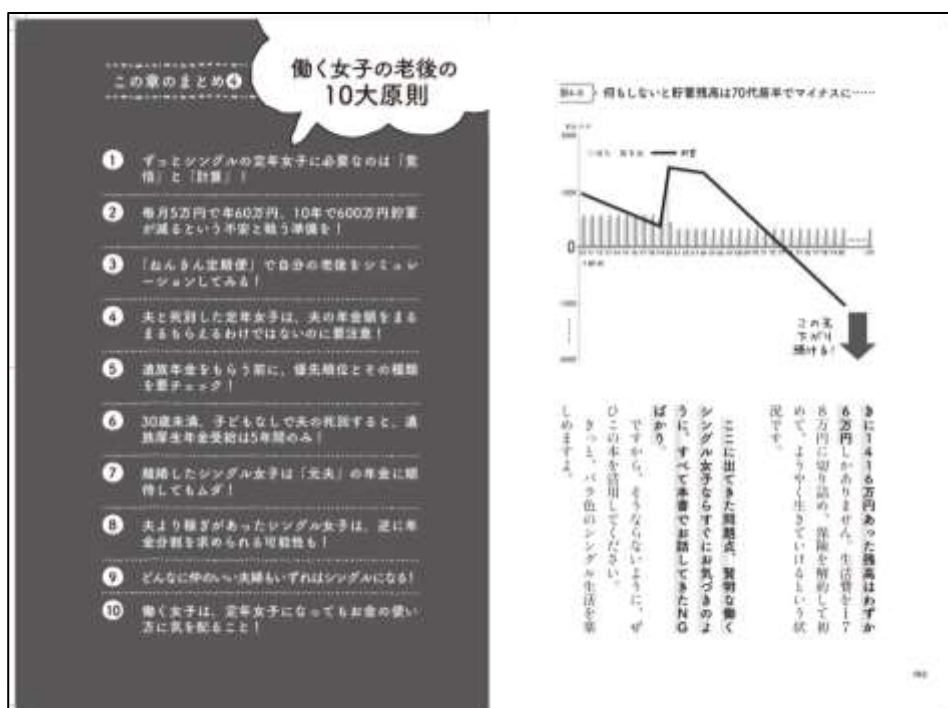 この章のまとめ❹
働く女子の老後の
10大原則
1 ずっとシングルの定年女子に必要なのは「覚
悟」と「計算」!
2 毎月5万円で年60万円、10年で600万円貯蓄
が減るという不安と戦う準備を!
3 「ねんきん定期便」で自分の老後をシミュレ
ーションしてみる!
4 夫と死別した定年女子は、夫の年金額をまる
まるもらえるわけではないのに要注意!
5 遺族年金をもらう前に、優先順位とその種類
を要チェック!
6 30歳未満、子どもなしで夫の死別すると、遺
族厚生年金受給は5年間のみ!
7 離婚したシングル女子は「元夫」の年金に期
待してもムダ!
8 夫より稼ぎがあったシングル女子は、逆に年
金分割を求められる可能性も!
9 どんなに仲のいい夫婦もいずれはシングルになる!
10 働く女子は、定年女子になってもお金の使い
方に気を配ること!
何もしないと貯蓄残高は70代前半でマイナスに……
0
この先
下がり
続ける!
きに1416万円あった残高はわずか
6万円しかありません。生活費を17
8万円に切り詰め、保険を解約して初
めて、ようやく生きていけるという状
況です。
ここに出てきた問題点、賢明な働く
シングル女子ならすぐにお気づきのよ
うに、すべて本書でお話してきたNG
ばかり。
ですから、そうならないように、ぜ
ひこの本を活用してください。
きっと、バラ色のシングル生活を楽
しめますよ。